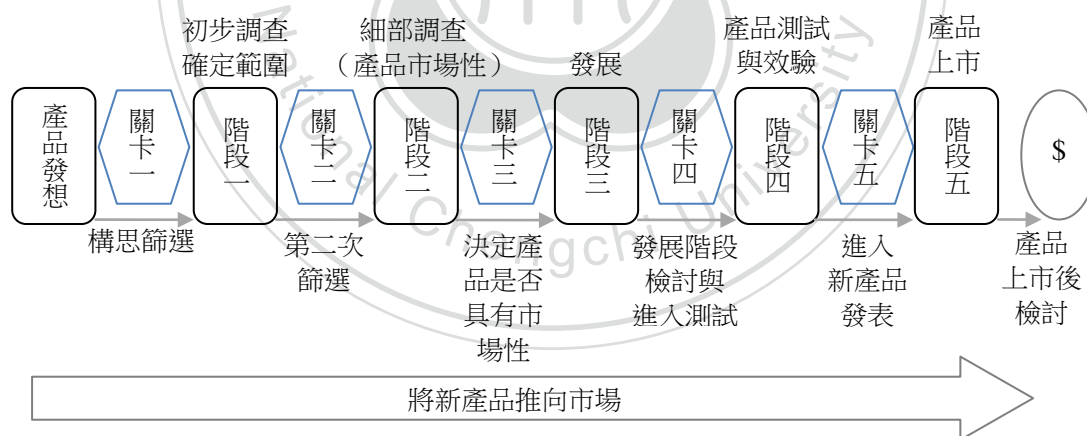 初步調查
確定範圍
細部調查
（產品市場性）
發展
產品測試
與效驗
產品
上市
產品發想
關卡一
階段一
關卡二
階段二
關卡三
階段三
關卡四
階段四
關卡五
階段五
$
構思篩選
第二次
篩選
決定產
品是否
具有市
場性
發展階段
檢討與
進入測試
進入
新產品
發表
產品
上市後
檢討
將新產品推向市場
National Chengchi University